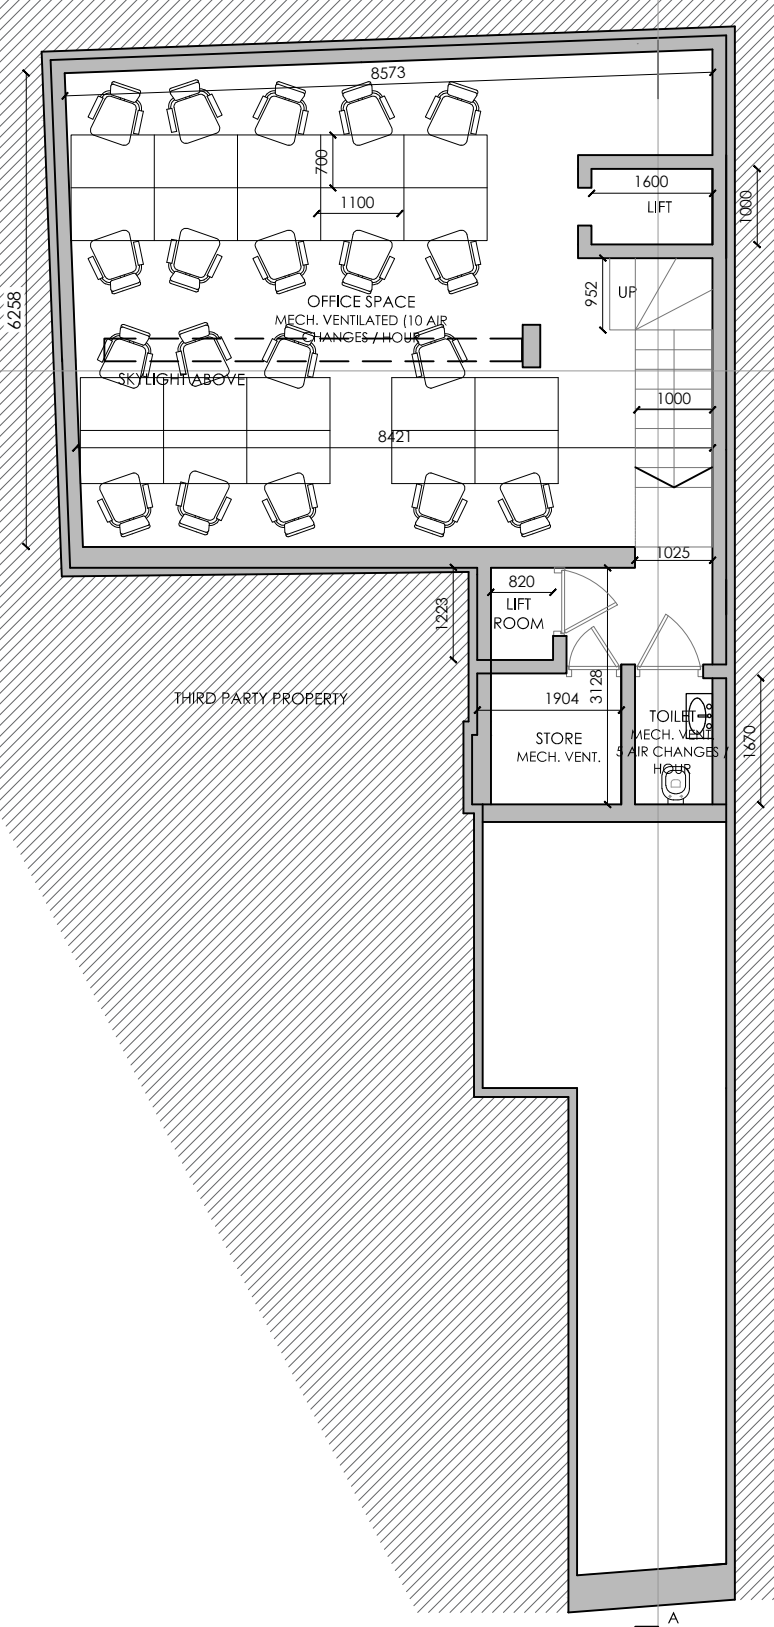 8573
700
1100
1600
LIFT
1000
952
UP
6258
OFFICE SPACE
MECH. VENTILATED (10 AIR
CHANGES / HOUR
SKYLIGHT ABOVE
1000
8421
1025
820
LIFT
ROOM
1223
3128
THIRD PARTY PROPERTY
1904
STORE
MECH. VENT.
TOILET
MECH. VENT.
5 AIR CHANGES /
HOUR
1670
A